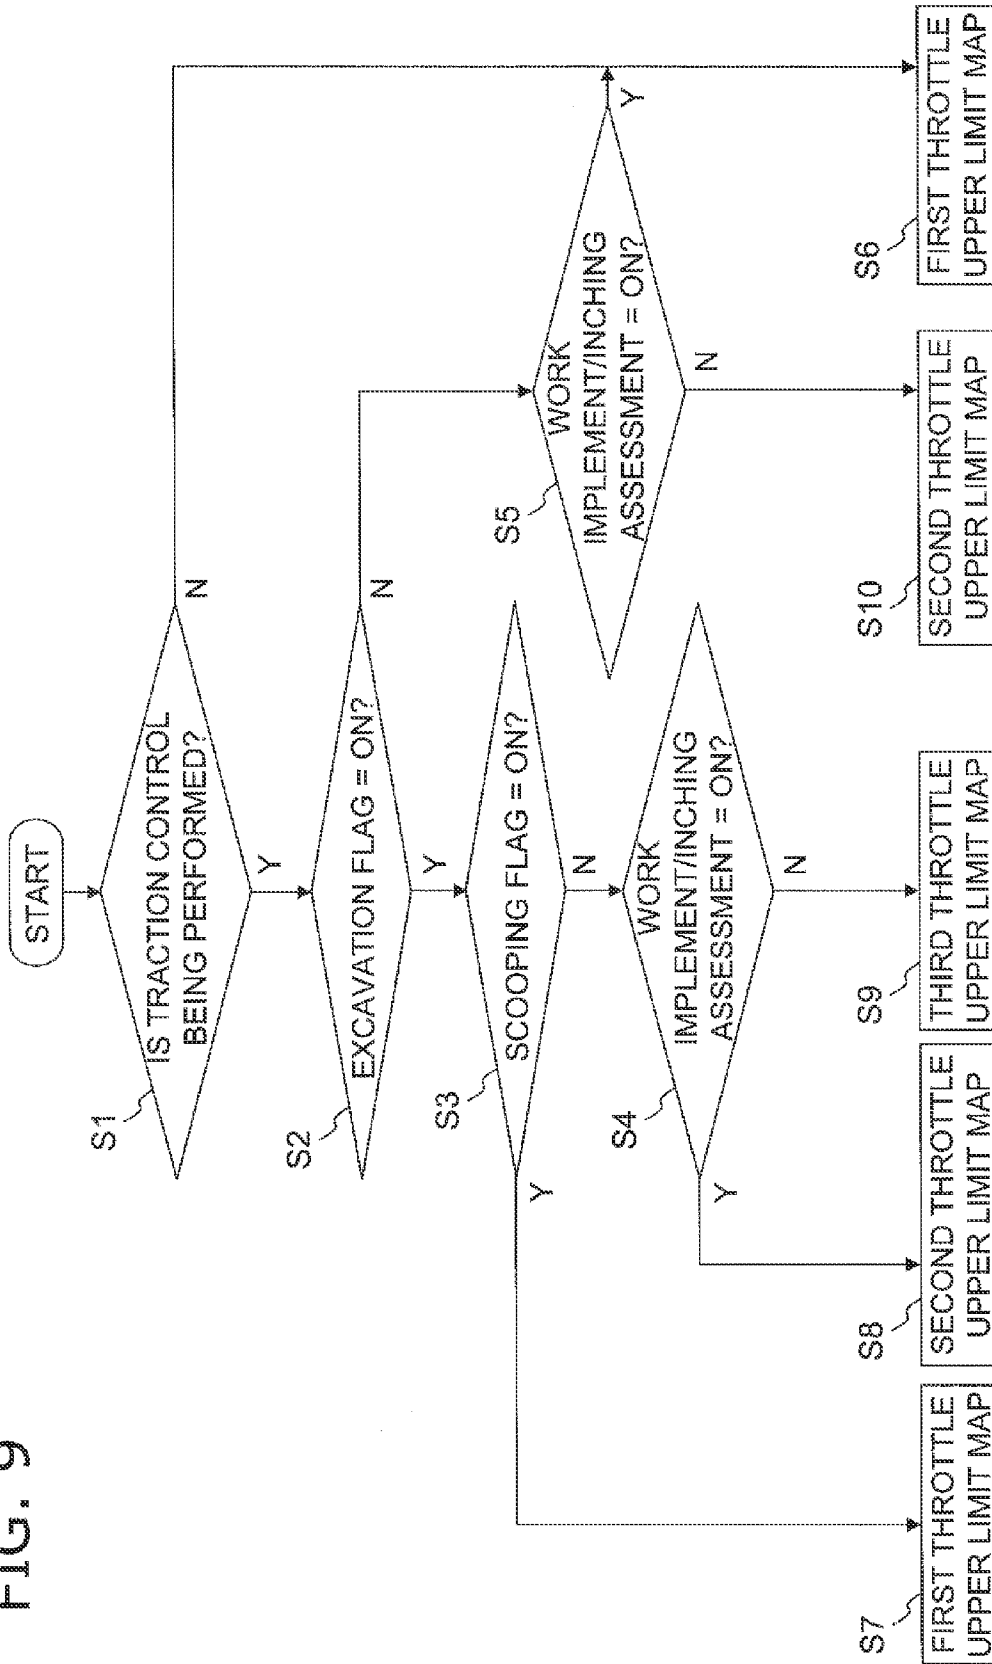 FIG. 9
START
S1
IS TRACTION CONTROL
BEING PERFORMED?
N
Y
S2
EXCAVATION FLAG = ON?
N
Y
S3
SCOOPING FLAG = ON?
Y
N
S4
WORK
IMPLEMENT/INCHING
ASSESSMENT = ON?
Y
N
S5
WORK
IMPLEMENT/INCHING
ASSESSMENT = ON?
Y
N
S7
FIRST THROTTLE
UPPER LIMIT MAP
S8
SECOND THROTTLE
UPPER LIMIT MAP
S9
THIRD THROTTLE
UPPER LIMIT MAP
S10
SECOND THROTTLE
UPPER LIMIT MAP
S6
FIRST THROTTLE
UPPER LIMIT MAP